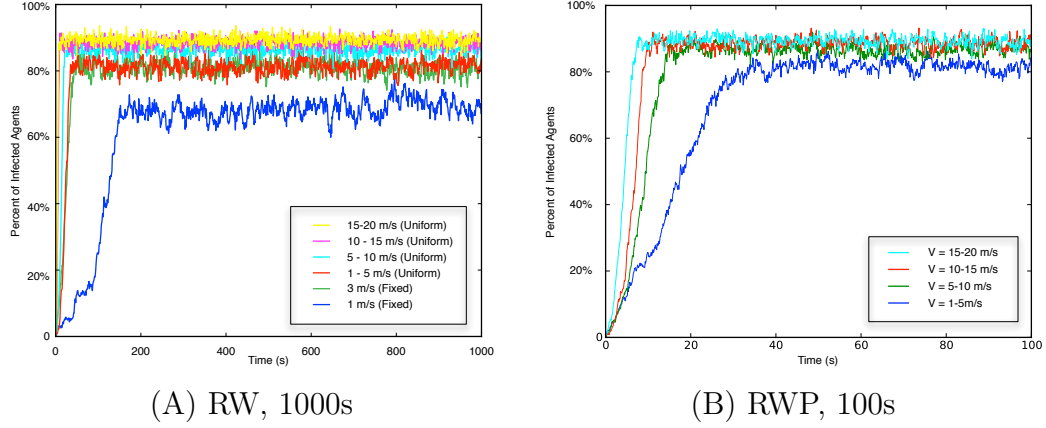 100%
80%
60%
40%
20%
0
Percent of Infected Agents
0 200 400 600 800 1000
Time (s)
15-20 m/s (Uniform)
10 - 15 m/s (Uniform)
5 - 10 m/s (Uniform)
1 - 5 m/s (Uniform)
3 m/s (Fixed)
1 m/s (Fixed)
(A) RW, 1000s
100%
80%
60%
40%
20%
0
Percent of Infected Agents
0 20 40 60 80 100
Time (s)
V = 15-20 m/s
V = 10-15 m/s
V = 5-10 m/s
V = 1-5m/s
(B) RWP, 100s